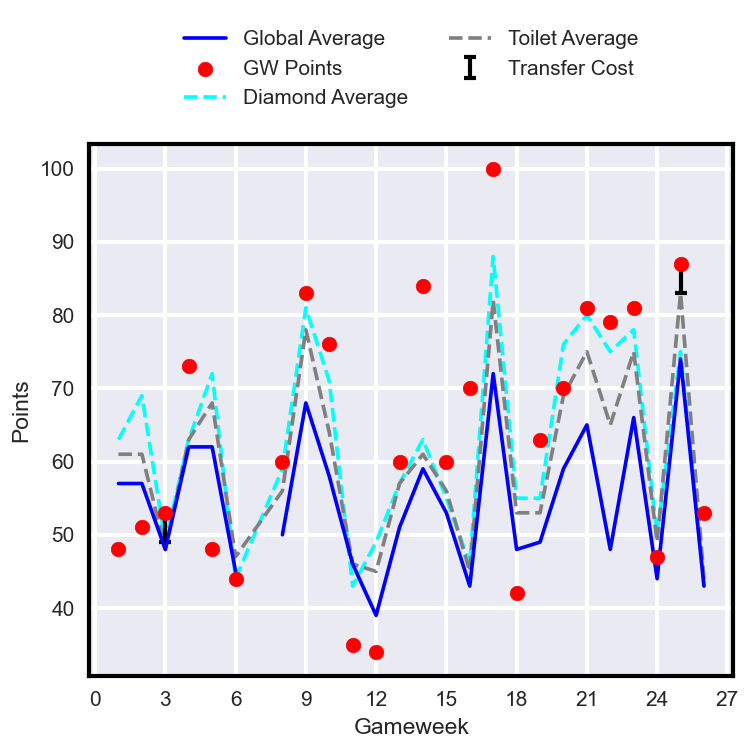 Global Average
GW Points
Diamond Average
Toilet Average
Transfer Cost
100
90
80
70
60
50
40
Points
0 3 6 9 12 15 18 21 24 27
Gameweek